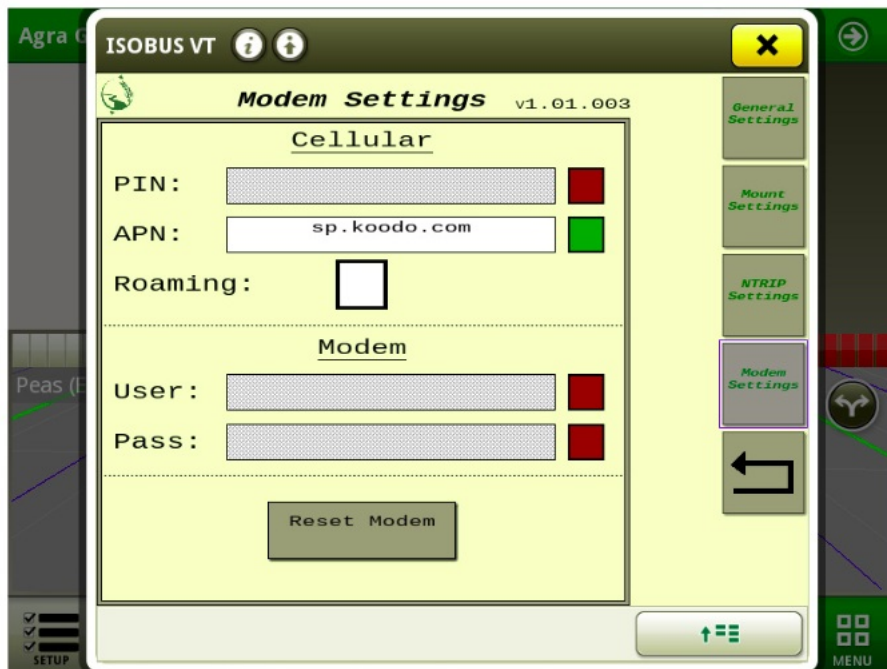 Agra G
ISOBUS VT
Modem Settings v1.01.003
Cellular
PIN:
APN: sp.koodo.com
Roaming:
Modem
User:
Pass:
Reset Modem
General
Settings
Mount
Settings
NTRIP
Settings
Modem
Settings
Peas (E
SETUP
MENU